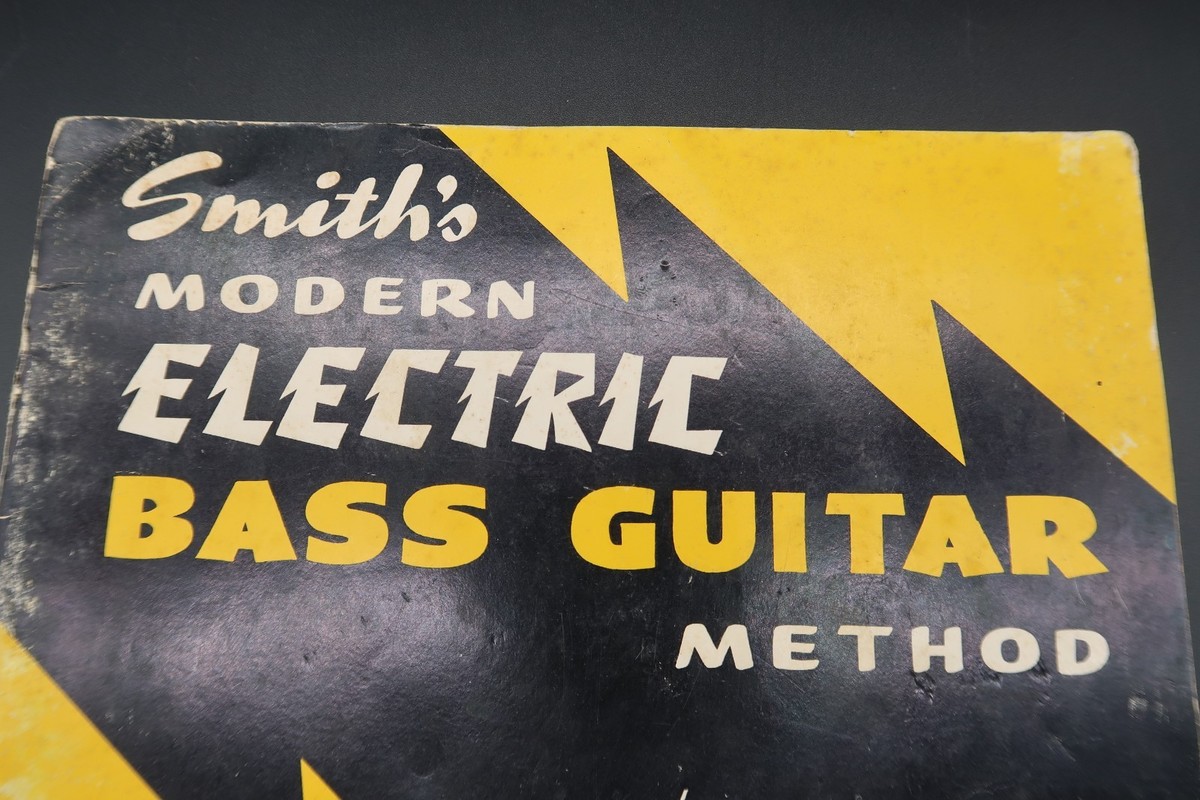 Smith's
MODERN
ELECTRIC
BASS GUITAR
METHOD